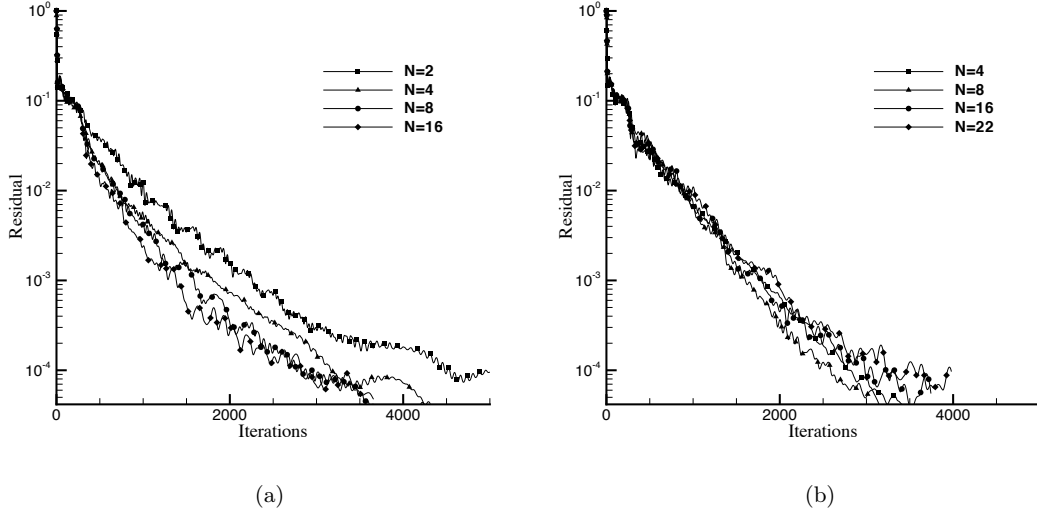 10^0
10^-1
10^-2
10^-3
10^-4
Residual
0
2000
4000
Iterations
N=2
N=4
N=8
N=16
(a)
10^0
10^-1
10^-2
10^-3
10^-4
Residual
0
2000
4000
Iterations
N=4
N=8
N=16
N=22
(b)